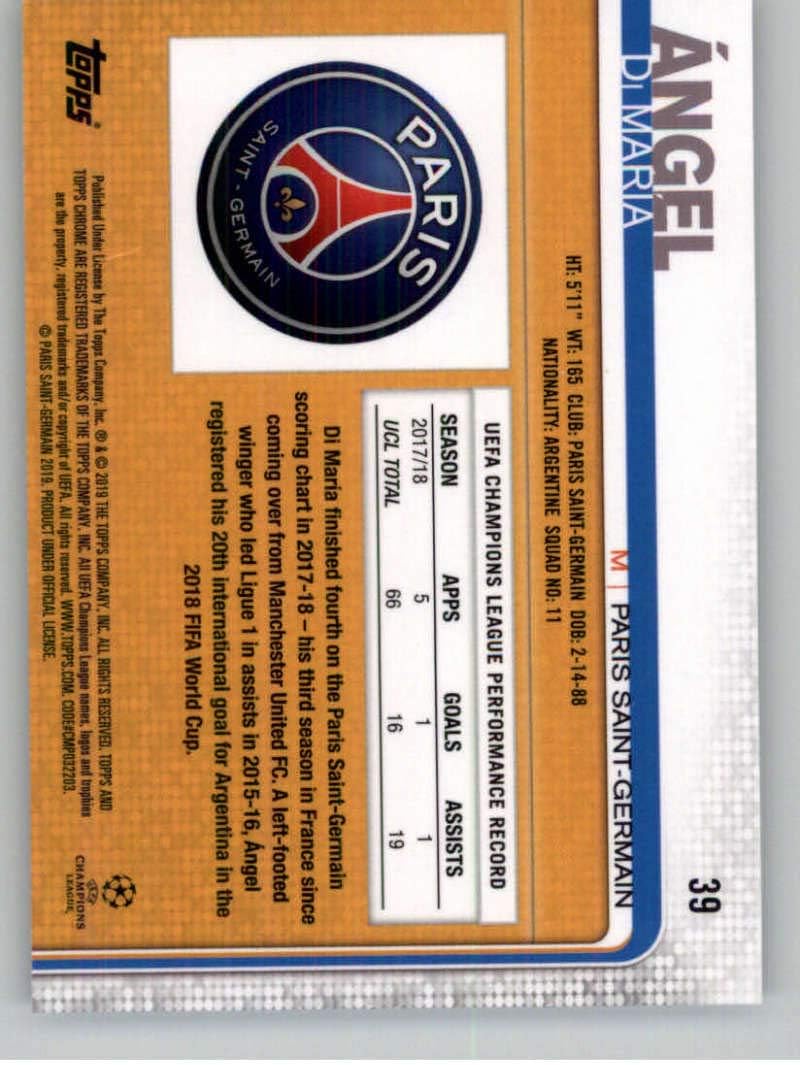 39
ÁNGEL
DI MARÍA
M | PARIS SAINT-GERMAIN
HT: 5'11" WT: 165 CLUB: PARIS SAINT-GERMAIN DOB: 2-14-88
NATIONALITY: ARGENTINE SQUAD NO: 11
PARIS
SAINT-GERMAIN
UEFA CHAMPIONS LEAGUE PERFORMANCE RECORD
SEASON APPS GOALS ASSISTS
2017/18 5 1 1
UCL TOTAL 66 16 19
Di María finished fourth on the Paris Saint-Germain
scoring chart in 2017-18 – his third season in France since
coming over from Manchester United FC. A left-footed
winger who led Ligue 1 in assists in 2015-16, Ángel
registered his 20th international goal for Argentina in the
2018 FIFA World Cup.
topps®
Published Under License by The Topps Company, Inc. ® & © 2019 THE TOPPS COMPANY, INC. ALL RIGHTS RESERVED. TOPPS AND
TOPPS CHROME ARE REGISTERED TRADEMARKS OF THE TOPPS COMPANY, INC. All UEFA Champions League names, logos and trophies
are the property, registered trademarks and/or copyright of UEFA. All rights reserved. WWW.TOPPS.COM. CODE#CMP032203.
© PARIS SAINT-GERMAIN 2019. PRODUCT UNDER OFFICIAL LICENSE.
UEFA
CHAMPIONS
LEAGUE